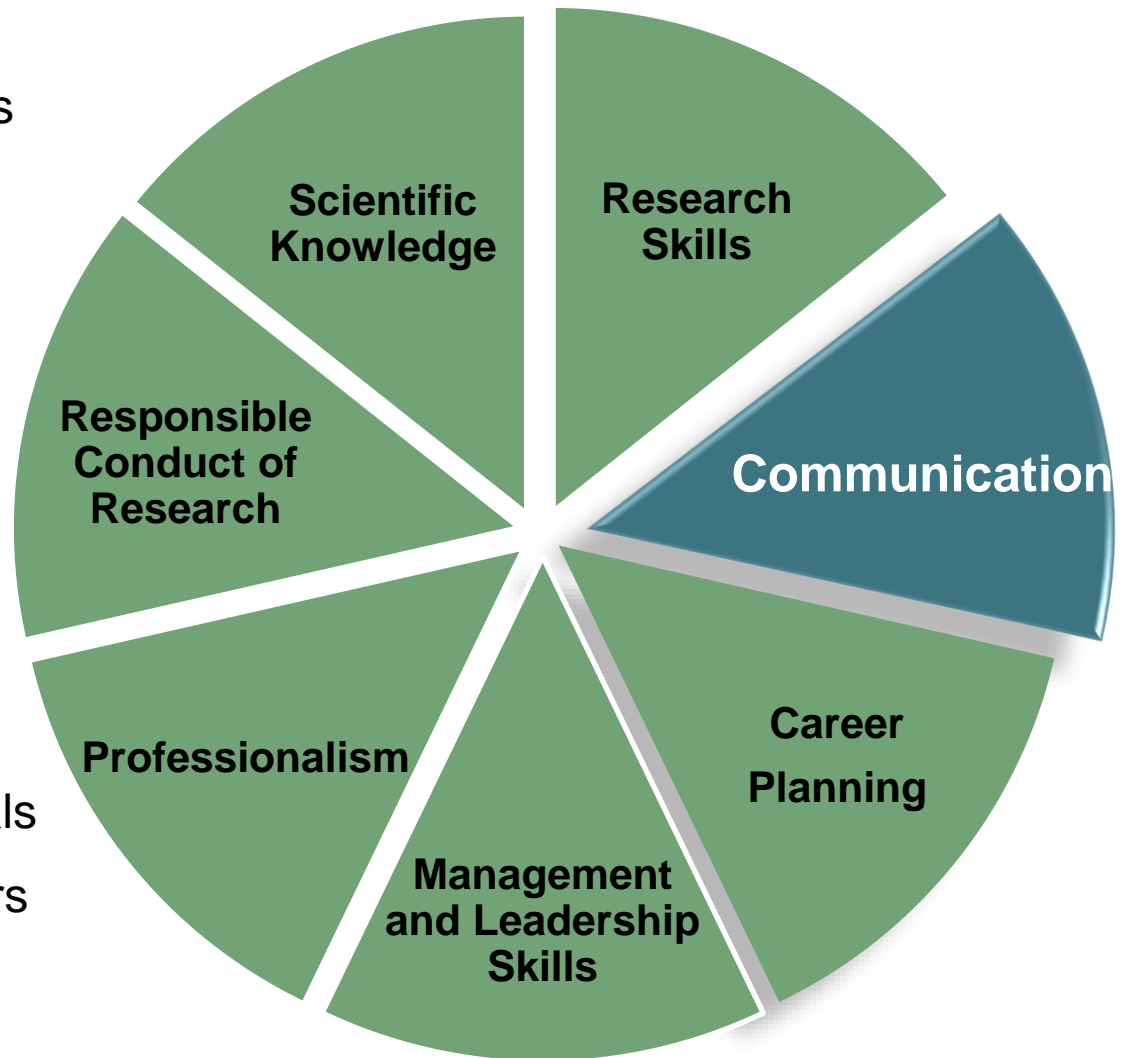 Scientific
Knowledge
Research
Skills
Responsible
Conduct of
Research
Communication
Career
Planning
Professionalism
Management
and Leadership
Skills